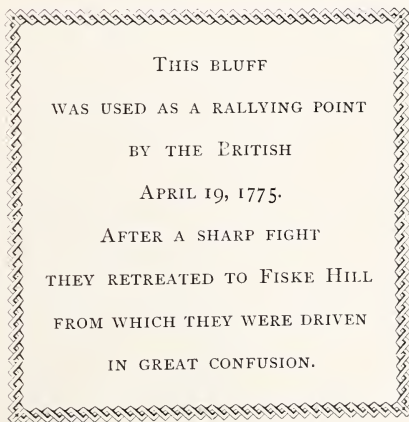 THIS BLUFF
WAS USED AS A RALLYING POINT
BY THE BRITISH
APRIL 19, 1775.
AFTER A SHARP FIGHT
THEY RETREATED TO FISKE HILL
FROM WHICH THEY WERE DRIVEN
IN GREAT CONFUSION.